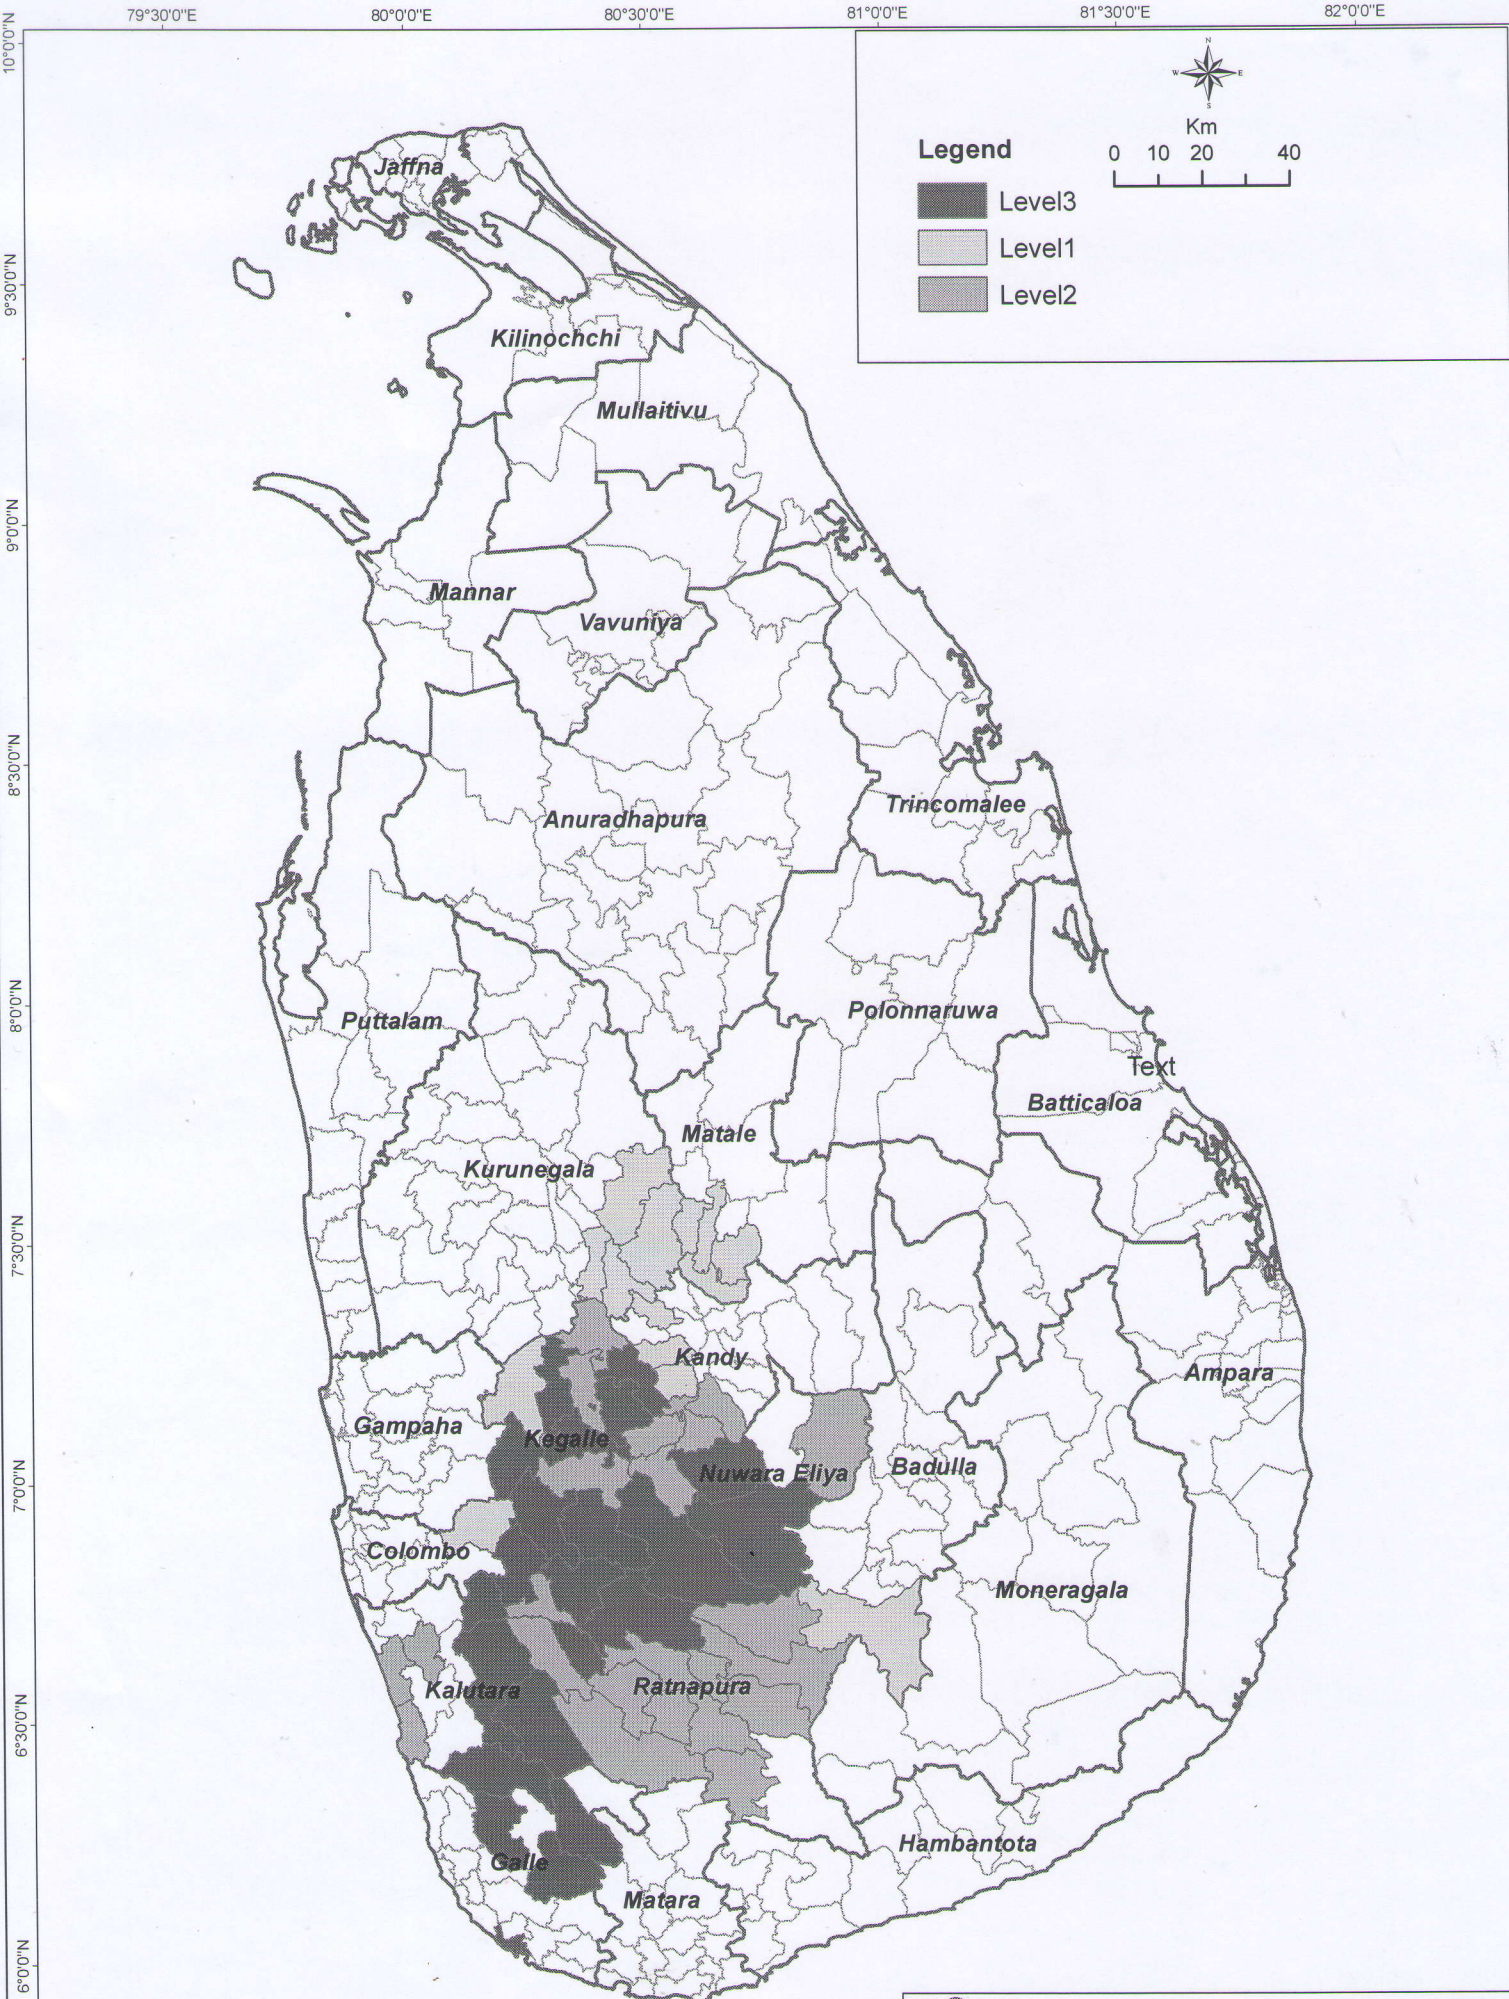 79°30'0"E 80°0'0"E 80°30'0"E 81°0'0"E 81°30'0"E 82°0'0"E
10°0'0"N
N
W E
S
Km
0 10 20 40
Legend
Level3
Level1
Level2
Jaffna
9°30'0"N
Kilinochchi
Mullaitivu
9°0'0"N
Mannar
Vavuniya
8°30'0"N
Trincomalee
Anuradhapura
8°0'0"N
Polonnaruwa
Puttalam
Text
Batticaloa
Matale
Kurunegala
7°30'0"N
Kandy
Ampara
Gampaha
Kegalle
7°0'0"N
Nuwara Eliya
Badulla
Colombo
Moneragala
Ratnapura
Kalutara
6°30'0"N
Hambantota
Galle
Matara
6°0'0"N